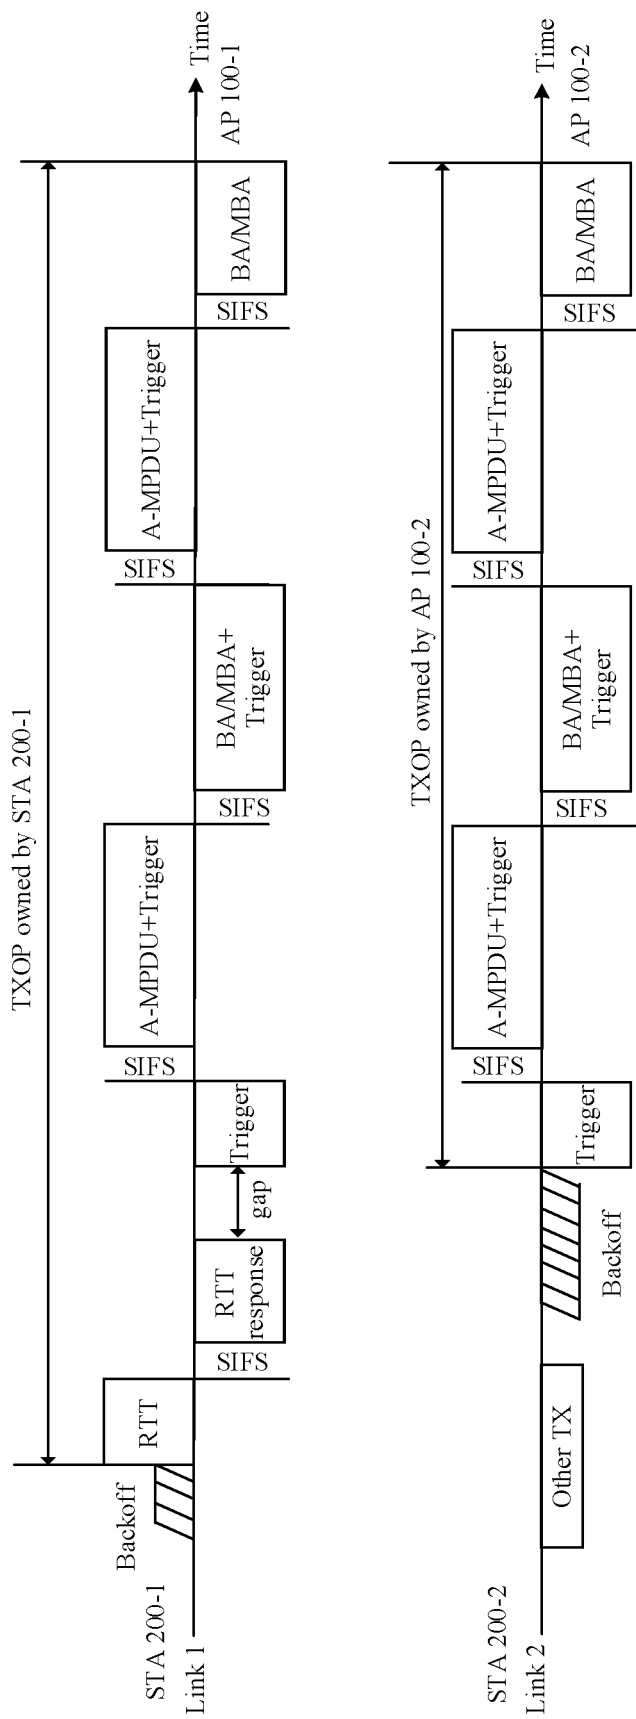 TXOP owned by STA 200-1
STA 200-1
Backoff
RTT
SIFS
A-MPDU+Trigger
SIFS
A-MPDU+Trigger
Time
Link 1
SIFS
RTT
response
gap
Trigger
SIFS
BA/MBA+
Trigger
SIFS
BA/MBA
AP 100-1
TXOP owned by AP 100-2
STA 200-2
SIFS
A-MPDU+Trigger
SIFS
A-MPDU+Trigger
Time
Link 2
Other TX
Backoff
Trigger
SIFS
BA/MBA+
Trigger
SIFS
BA/MBA
AP 100-2